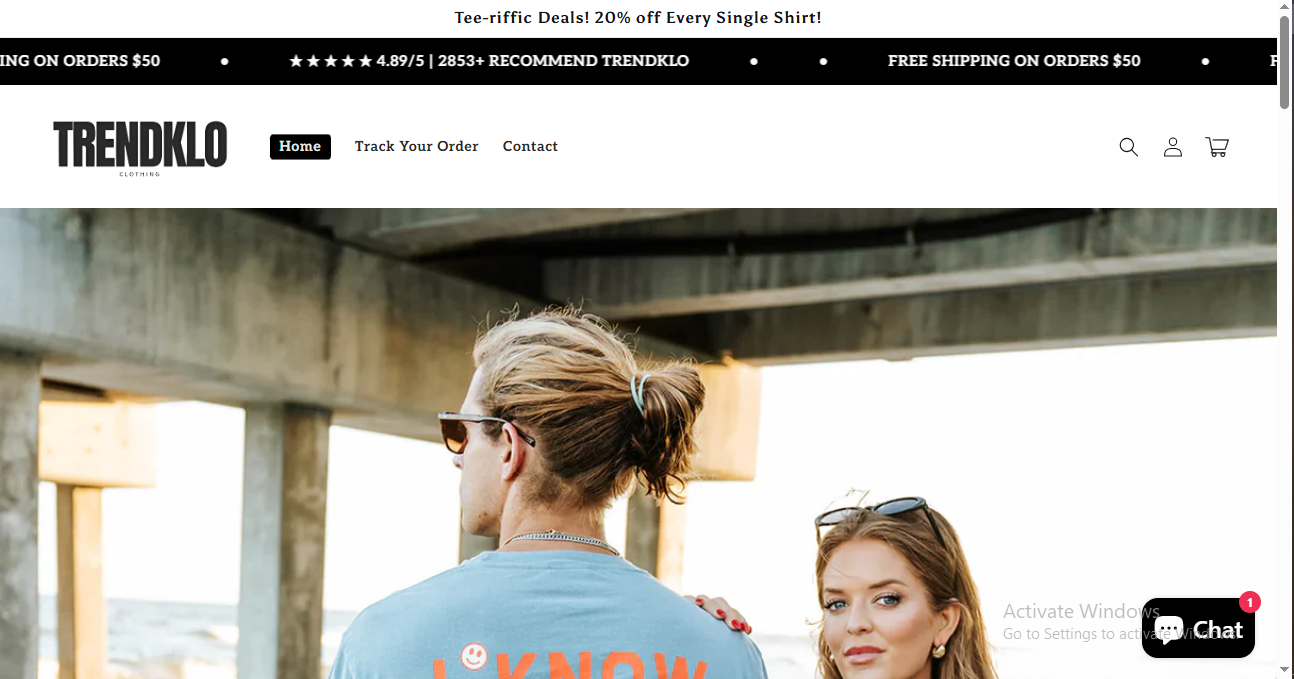 Tee-riffic Deals! 20% off Every Single Shirt!
ING ON ORDERS $50 • ★★★★★ 4.89/5 | 2853+ RECOMMEND TRENDKLO • • FREE SHIPPING ON ORDERS $50 •
TRENDKLO
CLOTHING
Home Track Your Order Contact
I KNOW
Activate Windows
Go to Settings to activate Windows.
Chat
1